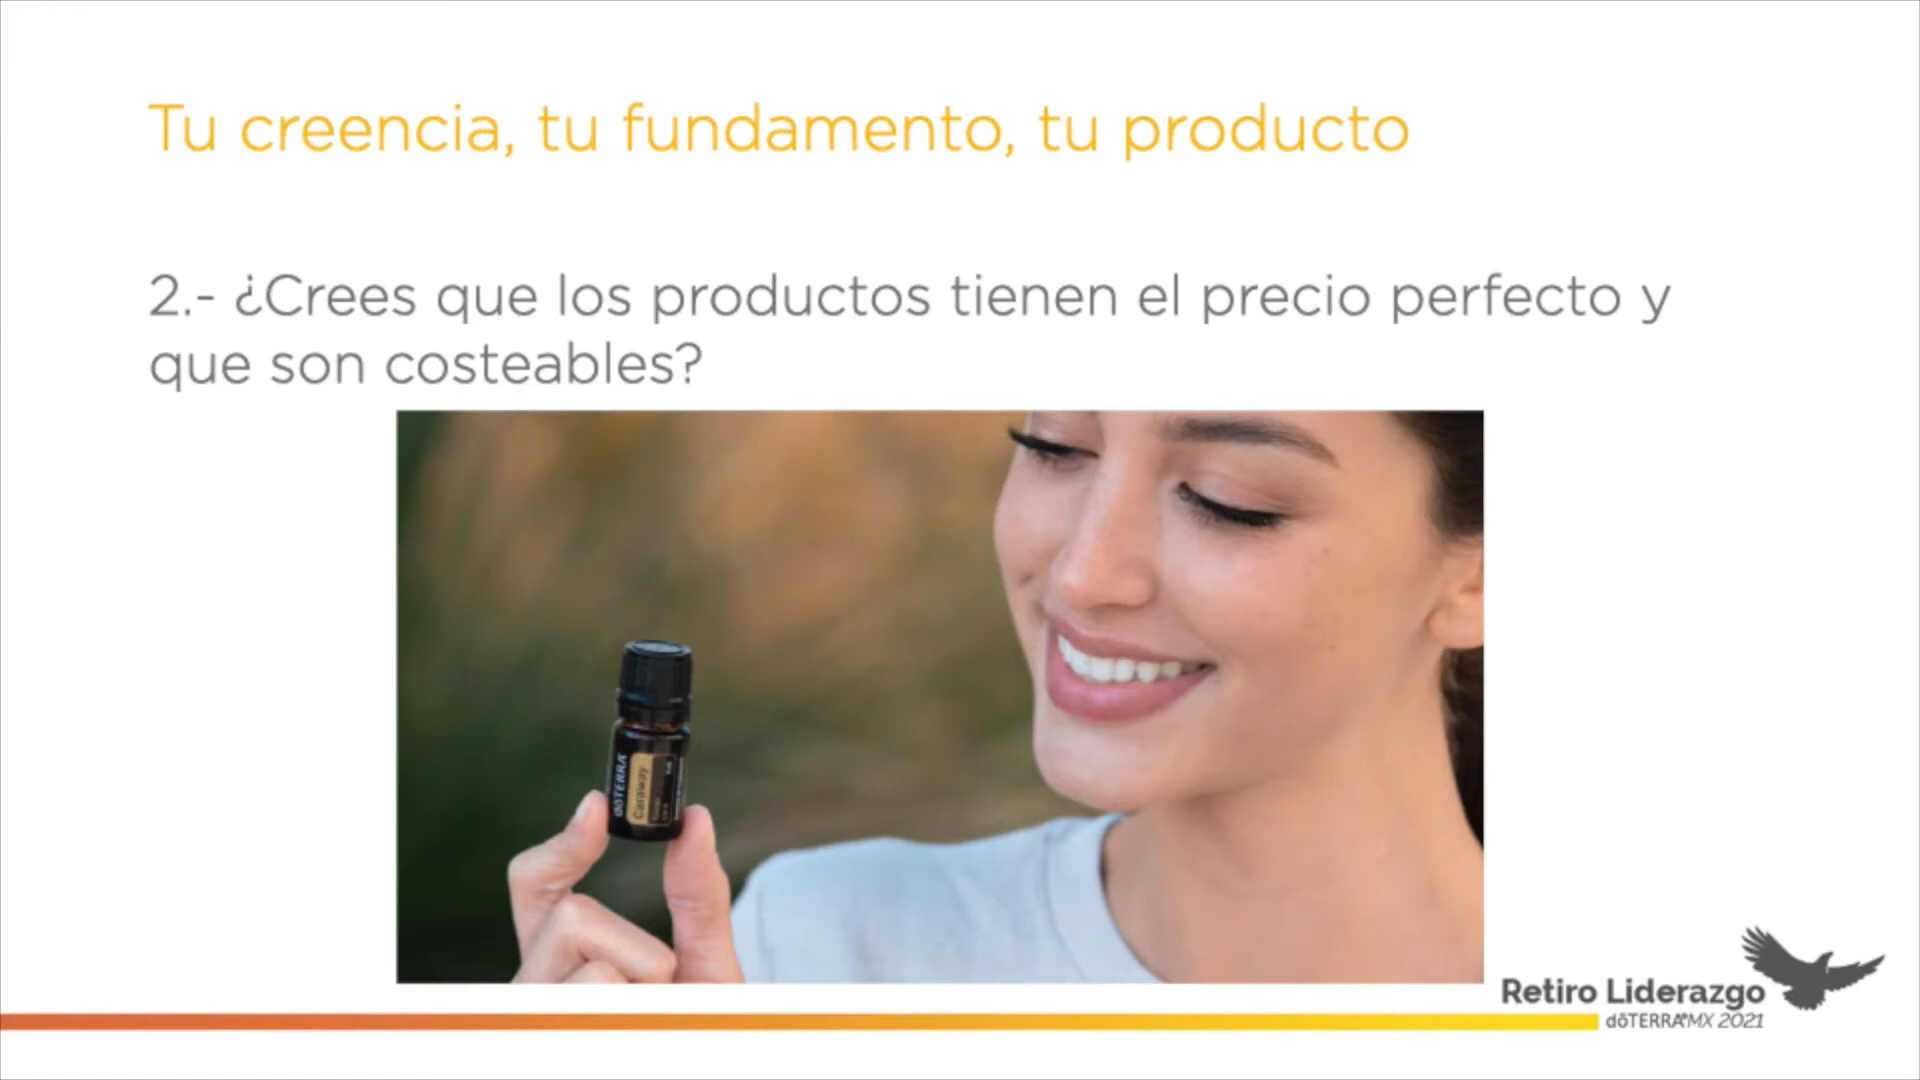 Tu creencia, tu fundamento, tu producto
2.- ¿Crees que los productos tienen el precio perfecto y
que son costeables?
dōTERRA
Caraway
Retiro Liderazgo
dōTERRA®MX 2021